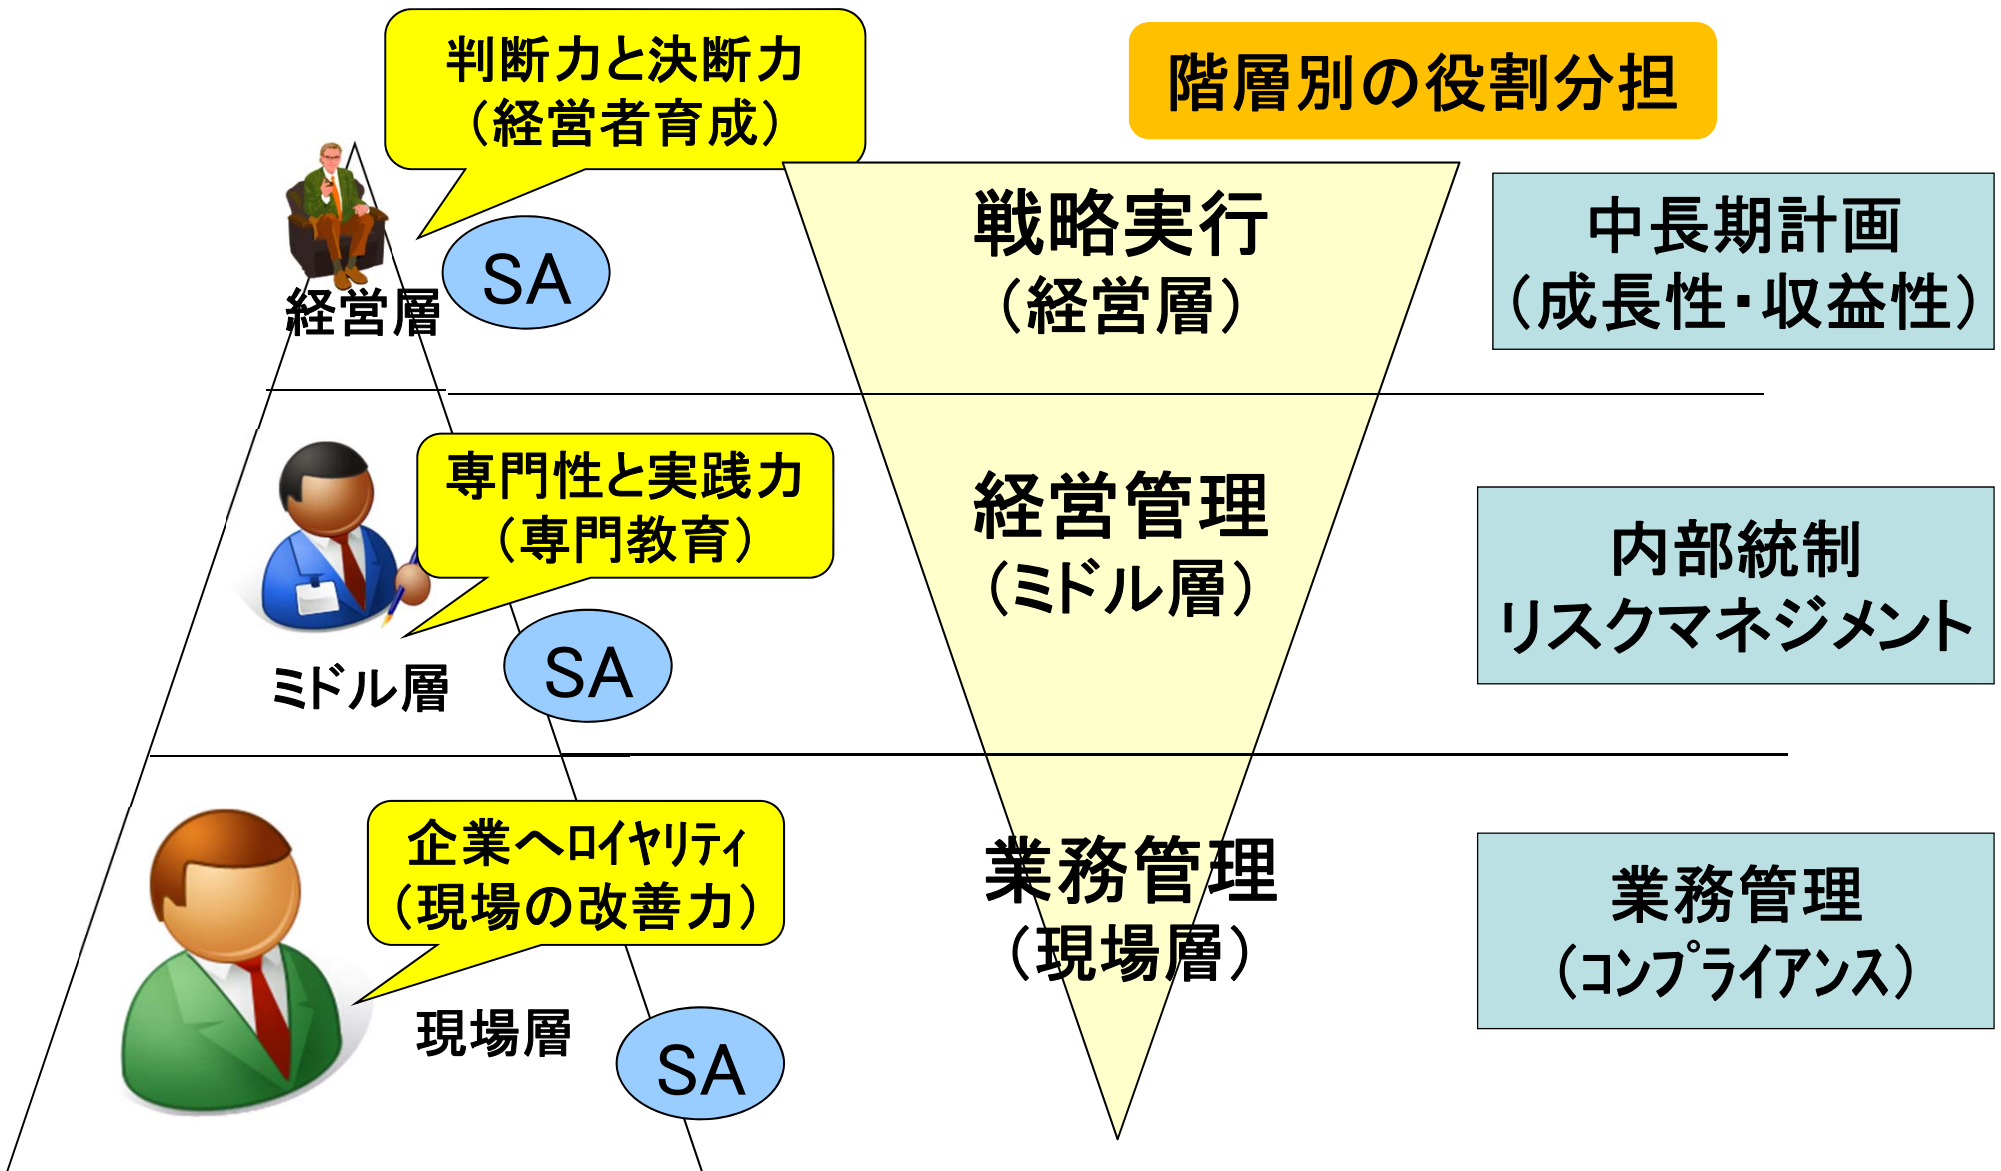 判断力と決断力
（経営者育成）
階層別の役割分担
経営層
SA
戦略実行
（経営層）
中長期計画
（成長性・収益性）
専門性と実践力
（専門教育）
ミドル層
SA
経営管理
（ミドル層）
内部統制
リスクマネジメント
企業へロイヤリティ
（現場の改善力）
現場層
SA
業務管理
（現場層）
業務管理
（コンプライアンス）